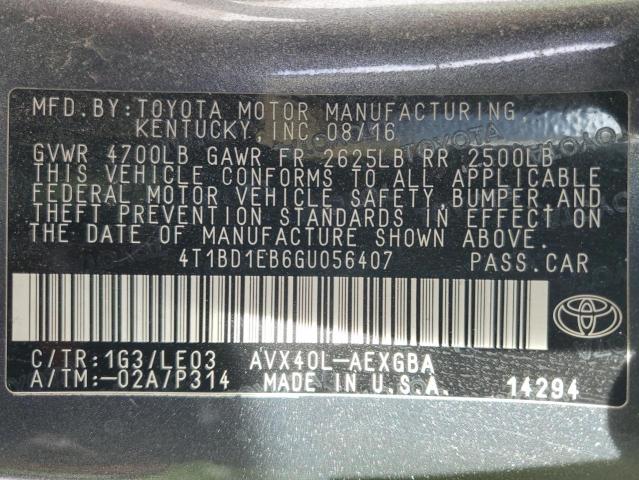 MFD. BY: TOYOTA MOTOR MANUFACTURING,
KENTUCKY, INC. 08/16
GVWR 4700LB GAWR FR 2625LB RR 2500LB
THIS VEHICLE CONFORMS TO ALL APPLICABLE
FEDERAL MOTOR VEHICLE SAFETY, BUMPER, AND
THEFT PREVENTION STANDARDS IN EFFECT ON
THE DATE OF MANUFACTURE SHOWN ABOVE.
4T1BD1EB6GU056407 PASS.CAR
C/TR:1G3/LE03 AVX40L-AEXGBA
A/TM:-02A/P314 MADE IN U.S.A. 14294